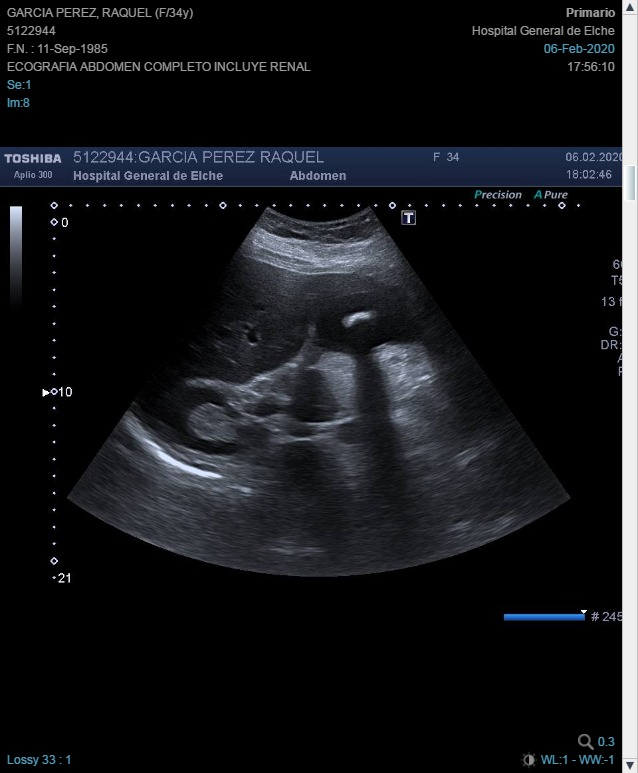 GARCIA PEREZ, RAQUEL (F/34y)
Primario
5122944
Hospital General de Elche
F.N. : 11-Sep-1985
06-Feb-2020
ECOGRAFIA ABDOMEN COMPLETO INCLUYE RENAL
17:56:10
Se:1
Im:8
TOSHIBA 5122944:GARCIA PEREZ RAQUEL F 34 06.02.2020
Aplio 300 Hospital General de Elche Abdomen 18:02:46
Precision A Pure
T
0
13 f
G:
DR:
10
21
# 245
0.3
Lossy 33 : 1
WL:1 - WW:-1